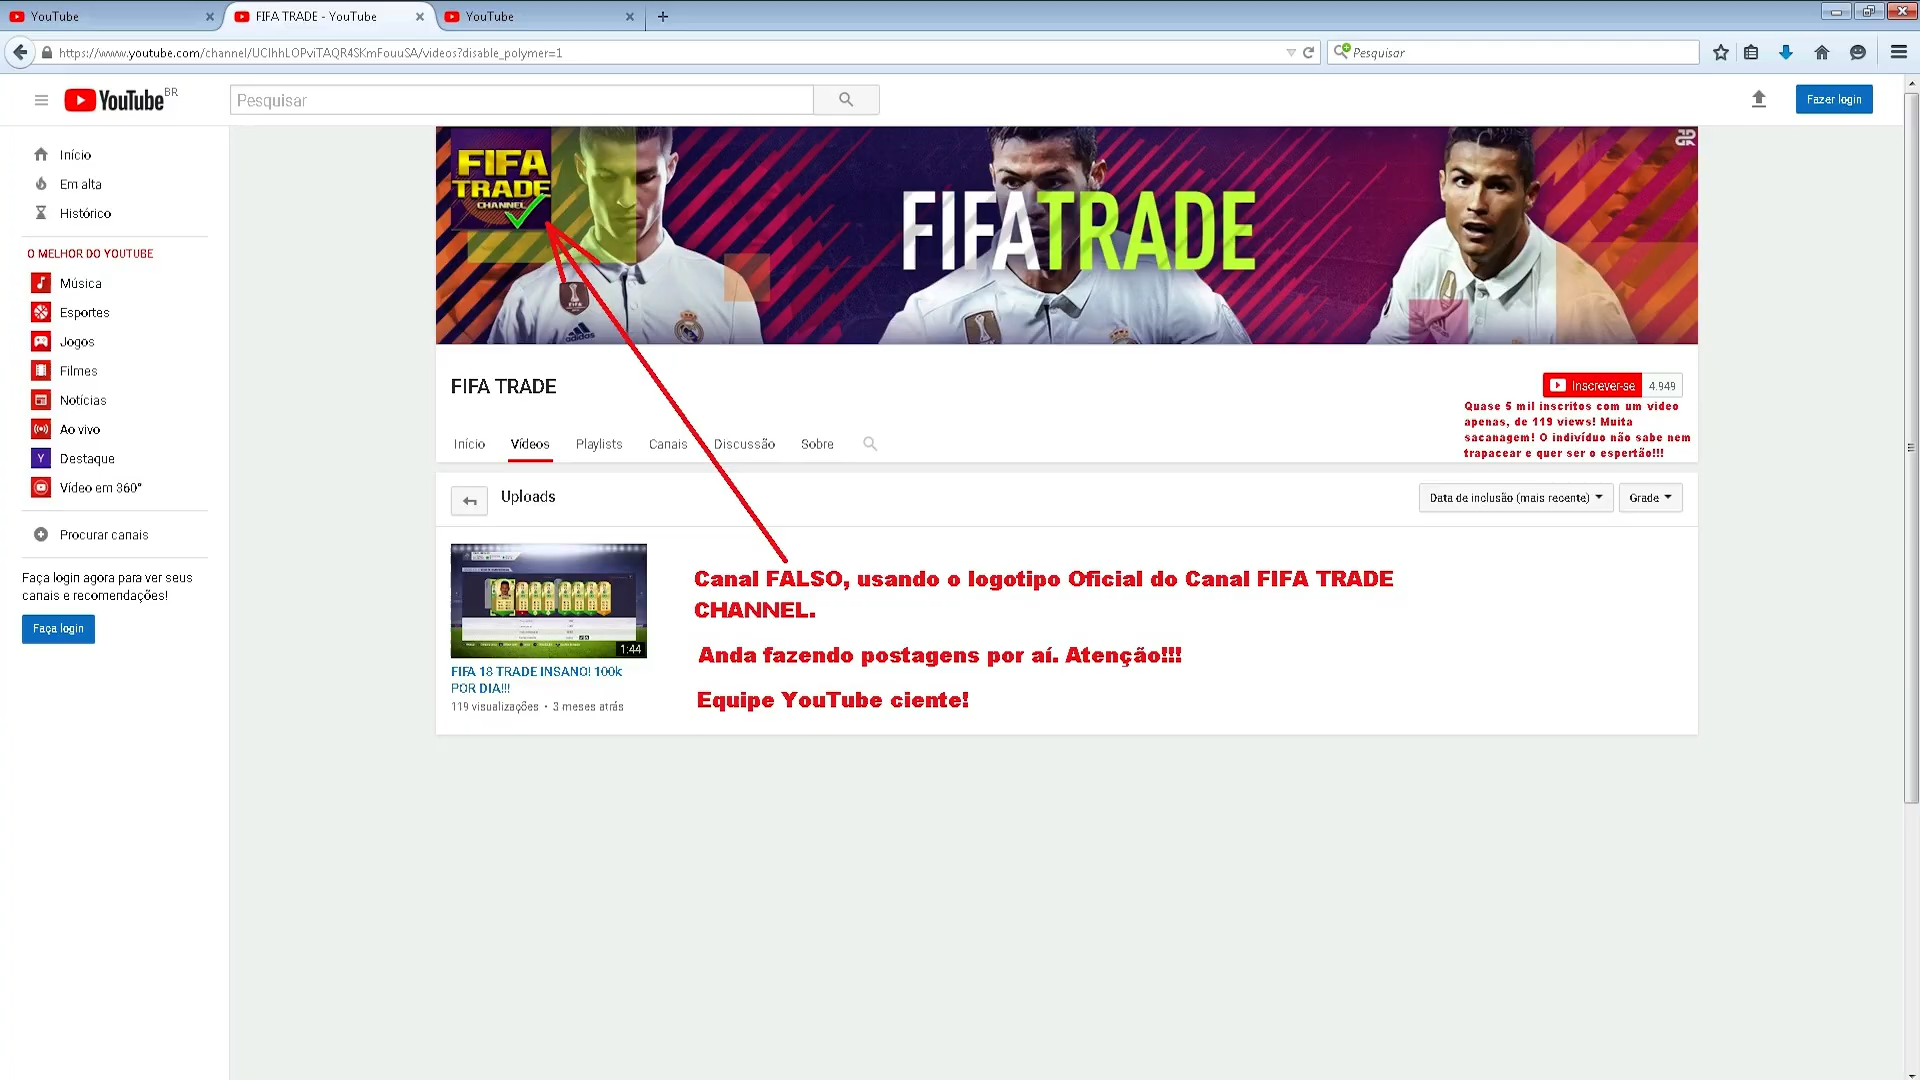 YouTube
FIFA TRADE - YouTube
YouTube
https://www.youtube.com/channel/UClhhLOPviTAQR4SKmFouuSA/videos?disable_polymer=1
Pesquisar
YouTube BR
Pesquisar
Fazer login
Início
Em alta
Histórico
O MELHOR DO YOUTUBE
Música
Esportes
Jogos
Filmes
Notícias
Ao vivo
Destaque
Vídeo em 360°
Procurar canais
Faça login agora para ver seus
canais e recomendações!
Faça login
FIFA
TRADE
CHANNEL
FIFATRADE
FIFA
adidas
FIFA TRADE
Inscrever-se 4.949
Quase 5 mil inscritos com um video
apenas, de 119 views! Muita
sacanagem! O indivíduo não sabe nem
trapacear e quer ser o espertão!!!
Início Vídeos Playlists Canais Discussão Sobre
Uploads
Data de inclusão (mais recente)
Grade
1:44
FIFA 18 TRADE INSANO! 100k
POR DIA!!!
119 visualizações • 3 meses atrás
Canal FALSO, usando o logotipo Oficial do Canal FIFA TRADE
CHANNEL.
Anda fazendo postagens por aí. Atenção!!!
Equipe YouTube ciente!